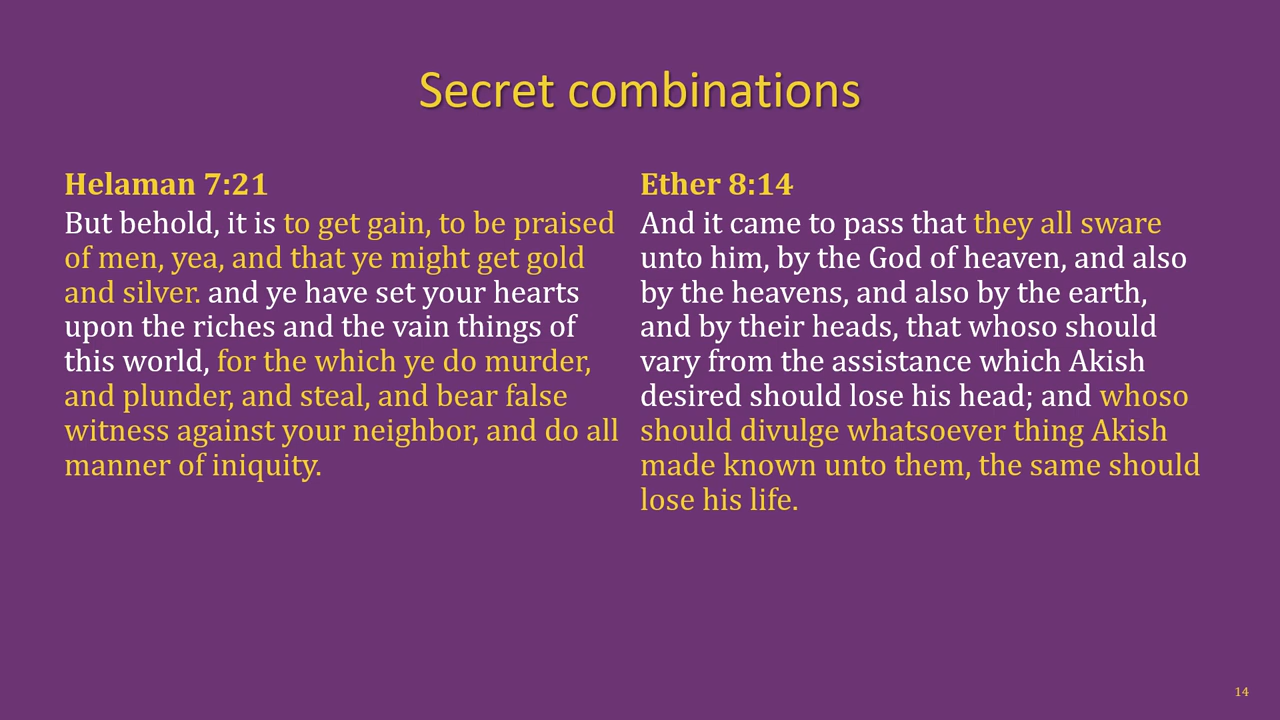 Secret combinations
Helaman 7:21
But behold, it is to get gain, to be praised
of men, yea, and that ye might get gold
and silver. and ye have set your hearts
upon the riches and the vain things of
this world, for the which ye do murder,
and plunder, and steal, and bear false
witness against your neighbor, and do all
manner of iniquity.
Ether 8:14
And it came to pass that they all sware
unto him, by the God of heaven, and also
by the heavens, and also by the earth,
and by their heads, that whoso should
vary from the assistance which Akish
desired should lose his head; and whoso
should divulge whatsoever thing Akish
made known unto them, the same should
lose his life.
14